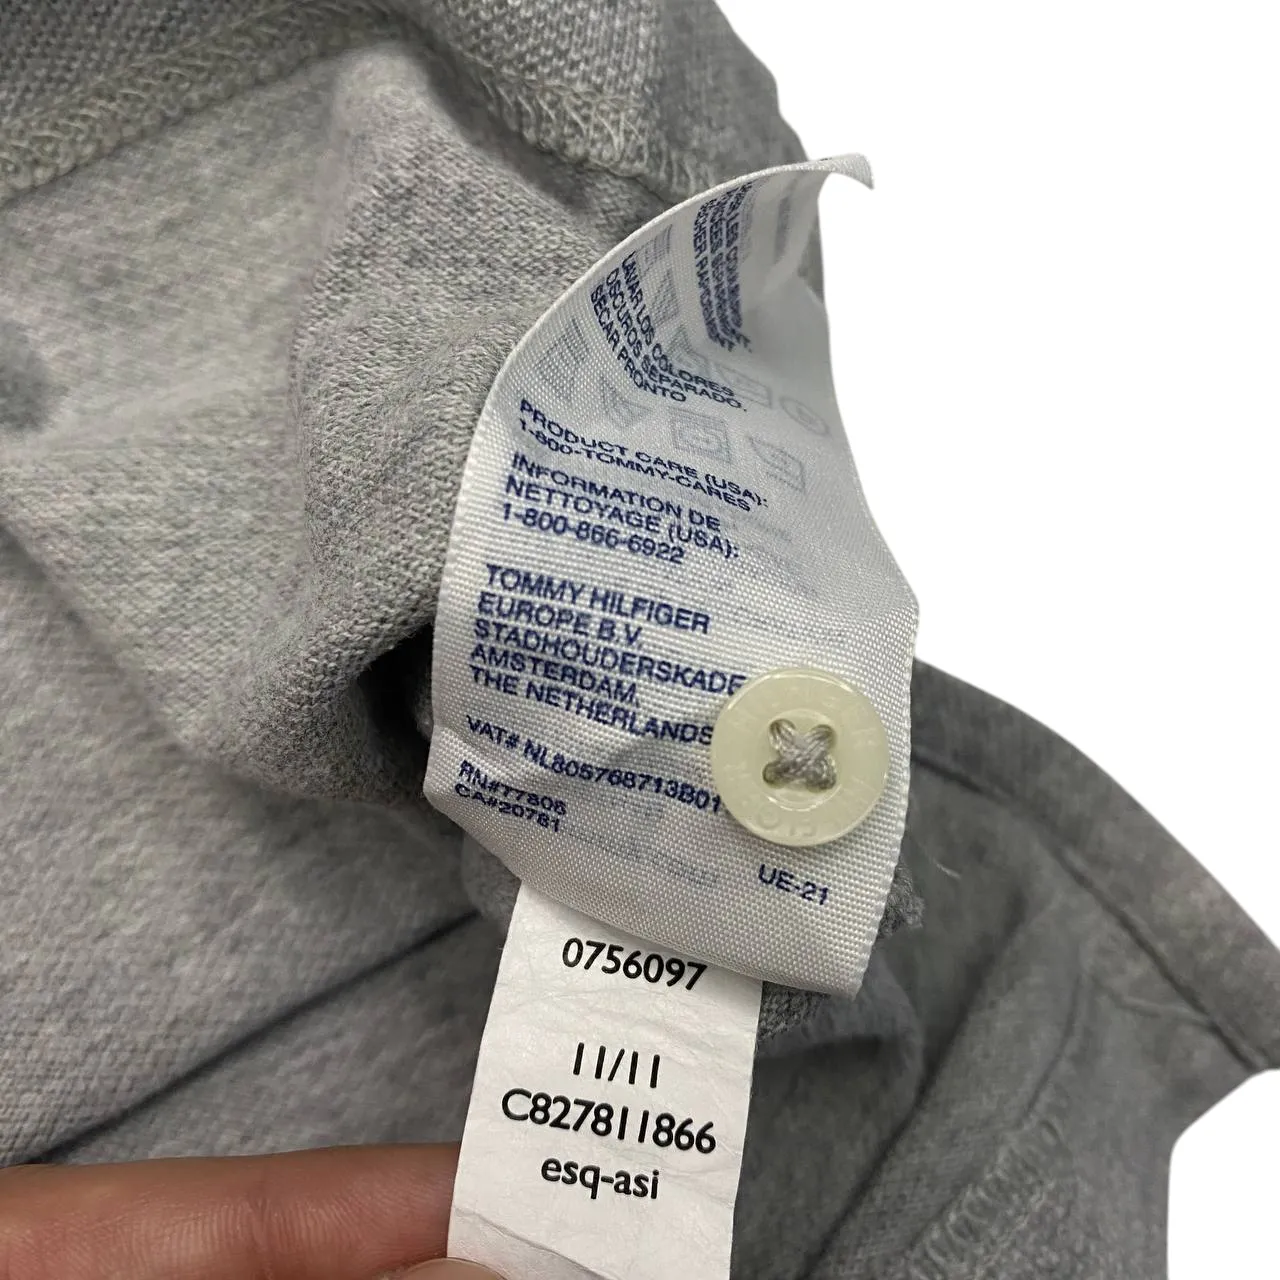 LAVAR LOS COLORES
OSCUROS SEPARADO.
SECAR PRONTO
PRODUCT CARE (USA):
1-800-TOMMY-CARES
INFORMATION DE
NETTOYAGE (USA):
1-800-866-6922
TOMMY HILFIGER
EUROPE B.V.
STADHOUDERSKADE
AMSTERDAM,
THE NETHERLANDS
VAT# NL805768713B01
RN#77806
CA#20781
UE-21
0756097
11/11
C827811866
esq-asi